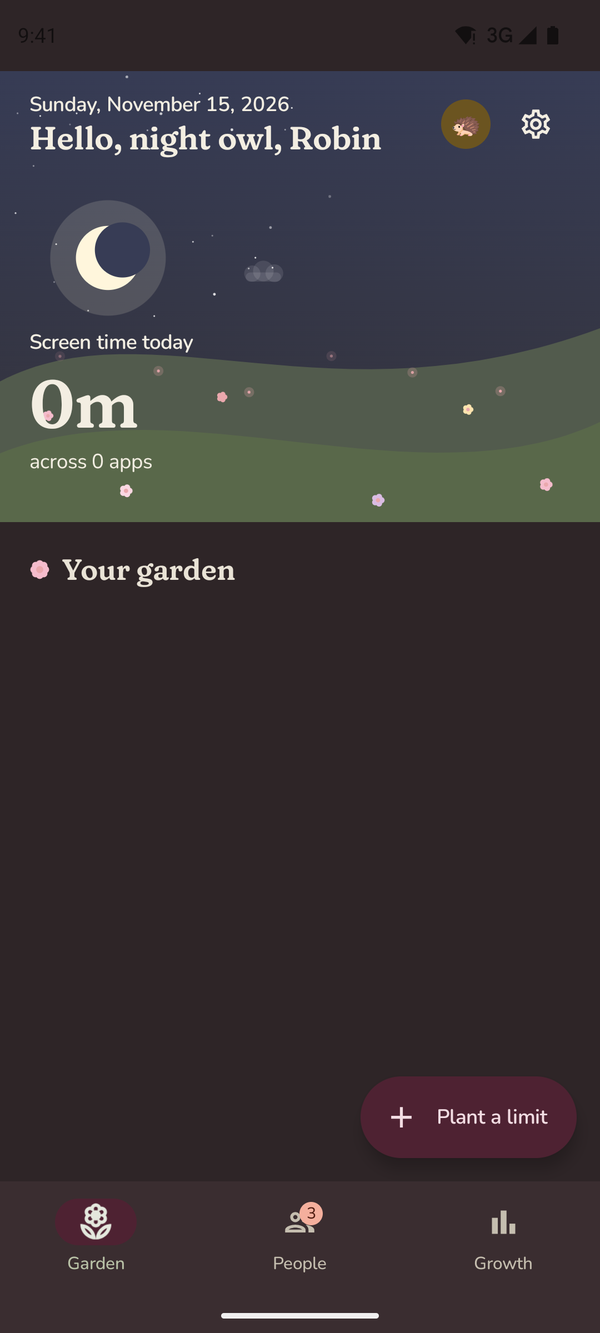 9:41
3G
Sunday, November 15, 2026
Hello, night owl, Robin
Screen time today
0m
across 0 apps
Your garden
Plant a limit
3
Garden
People
Growth